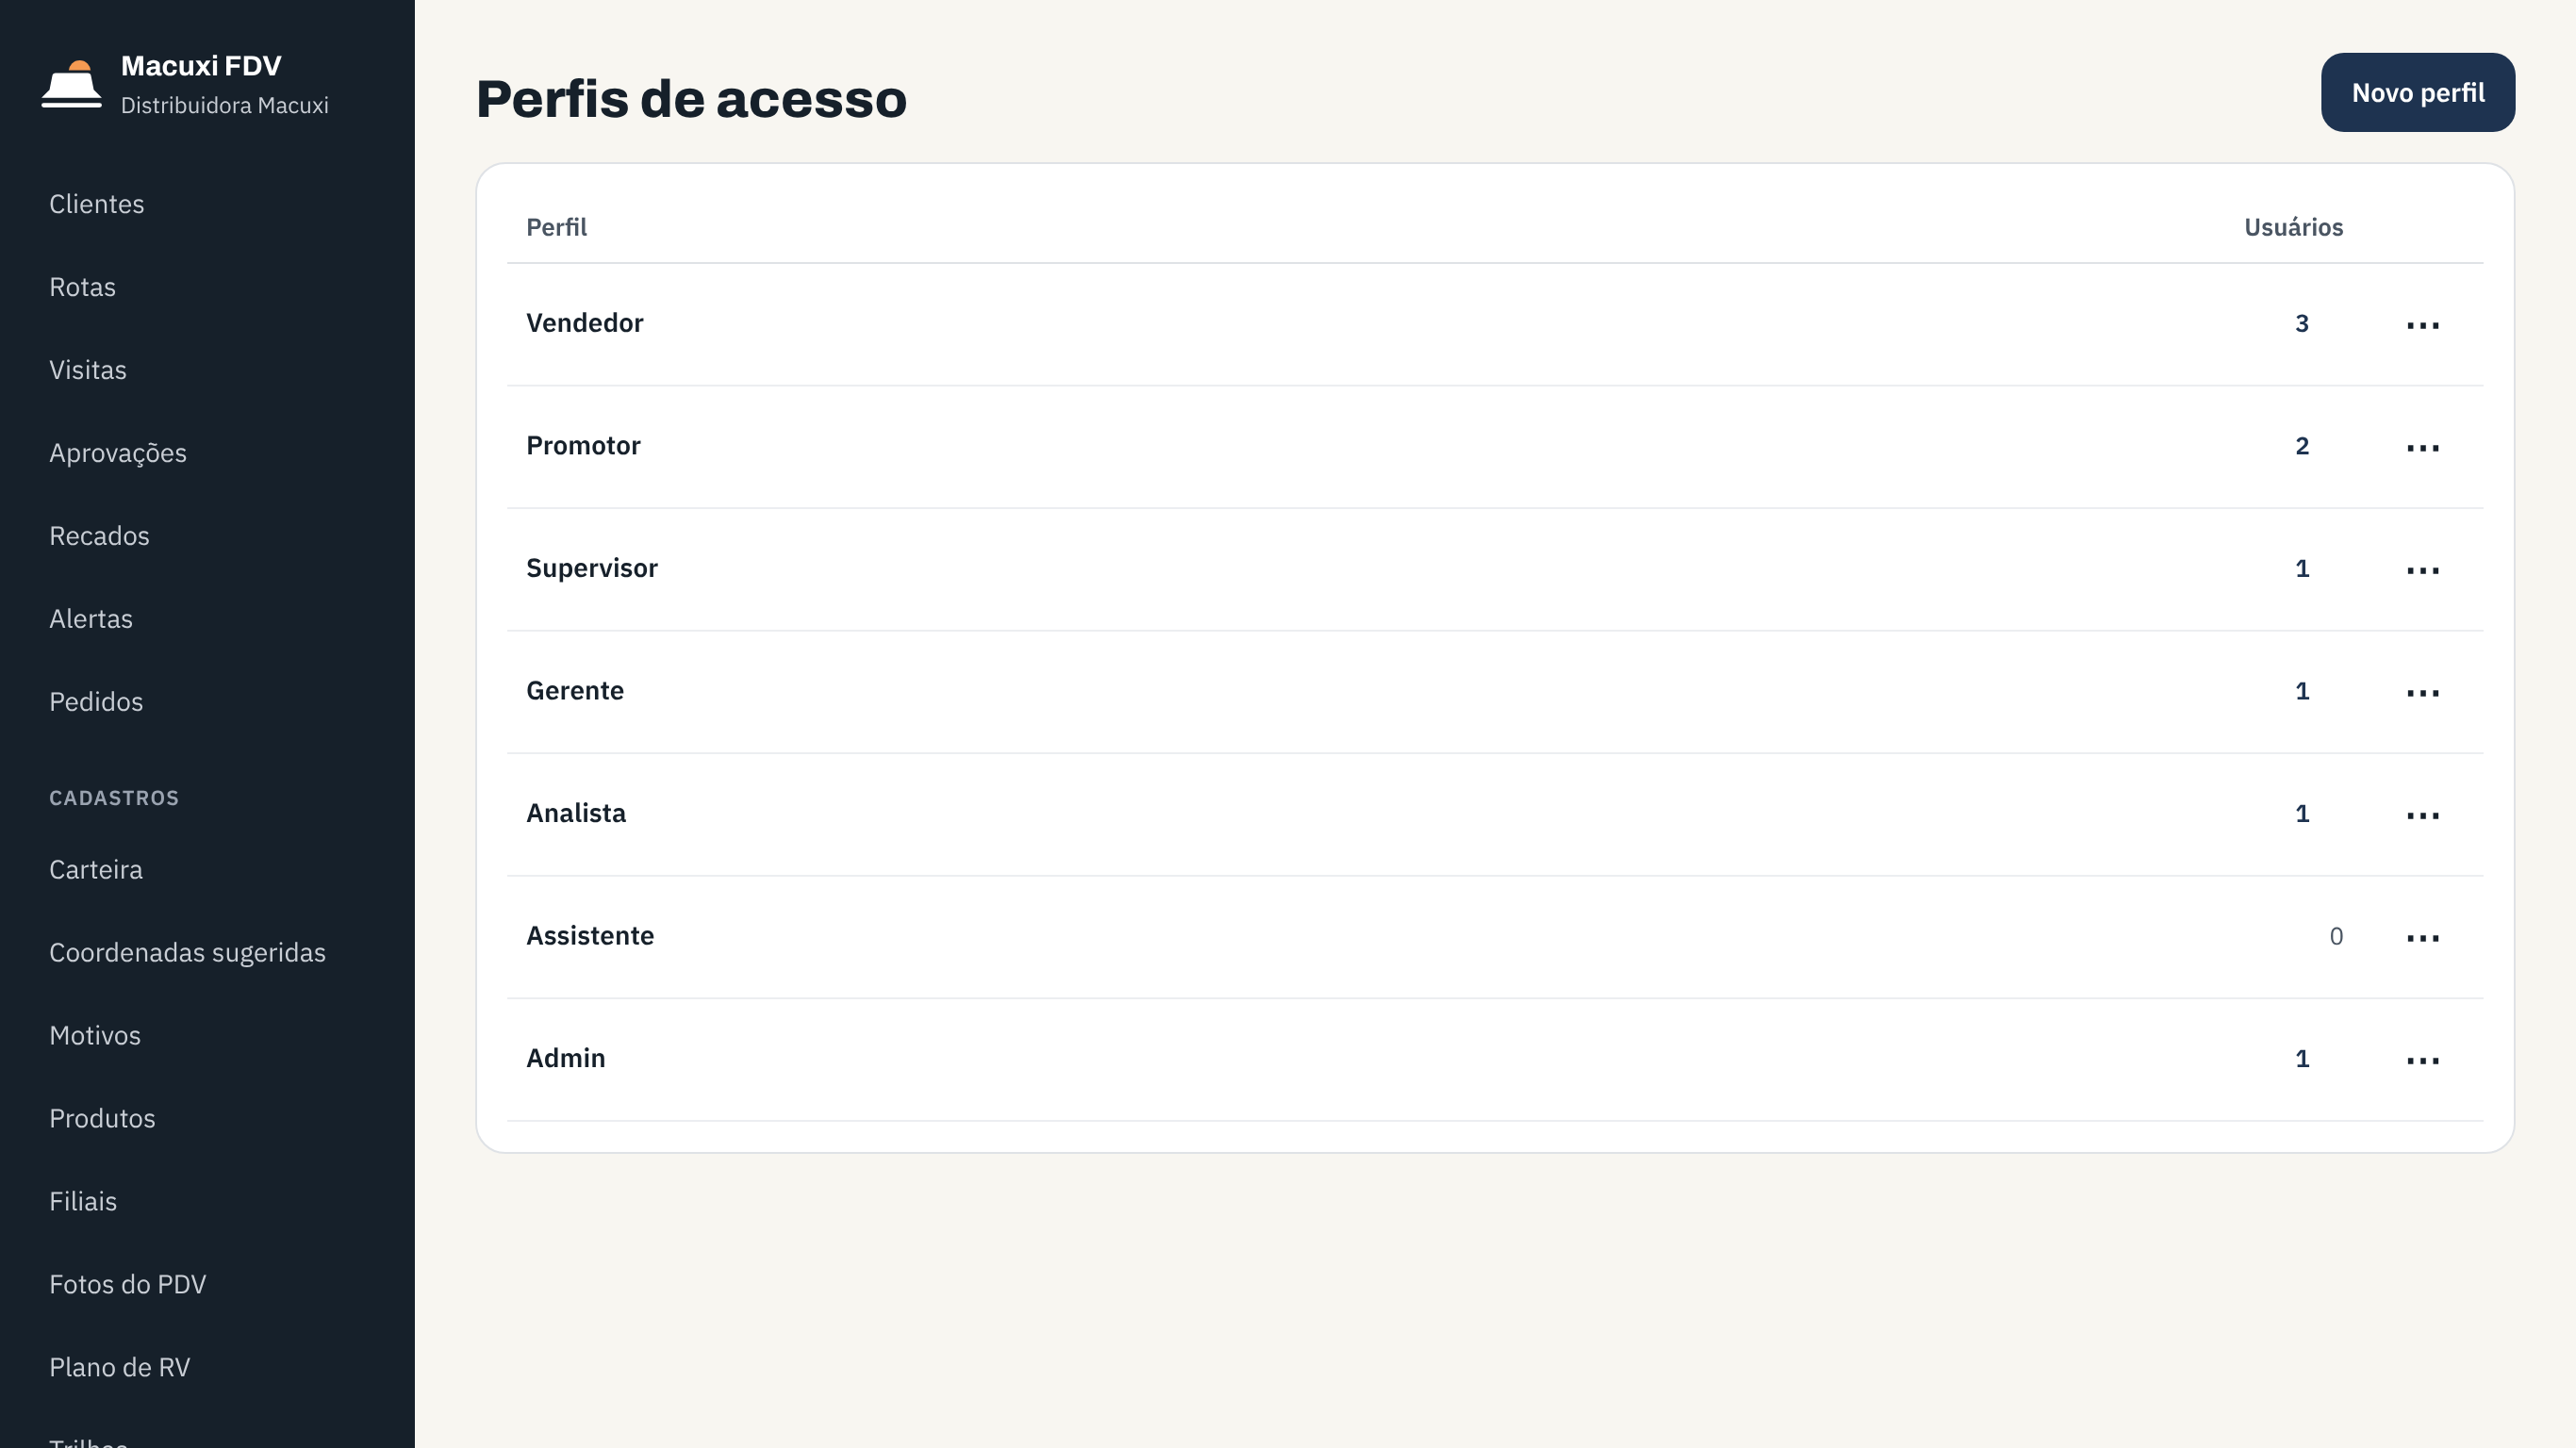 Macuxi FDV
Distribuidora Macuxi
Clientes
Rotas
Visitas
Aprovações
Recados
Alertas
Pedidos
CADASTROS
Carteira
Coordenadas sugeridas
Motivos
Produtos
Filiais
Fotos do PDV
Plano de RV
Perfis de acesso
Novo perfil
Perfil Usuários
Vendedor 3 ...
Promotor 2 ...
Supervisor 1 ...
Gerente 1 ...
Analista 1 ...
Assistente 0 ...
Admin 1 ...